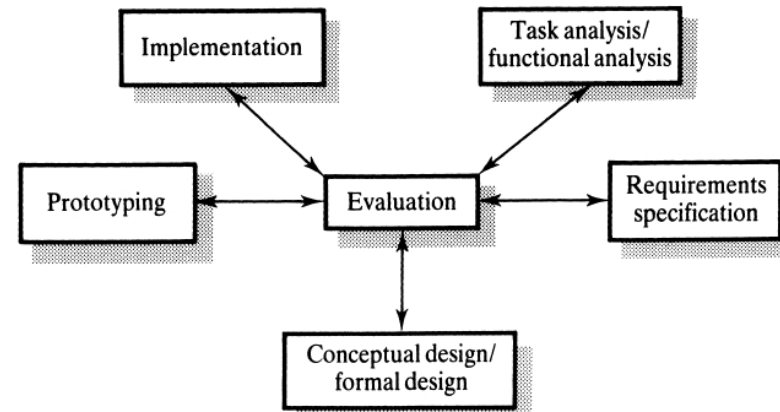 Implementation
Task analysis/
functional analysis
Prototyping
Evaluation
Requirements
specification
Conceptual design/
formal design